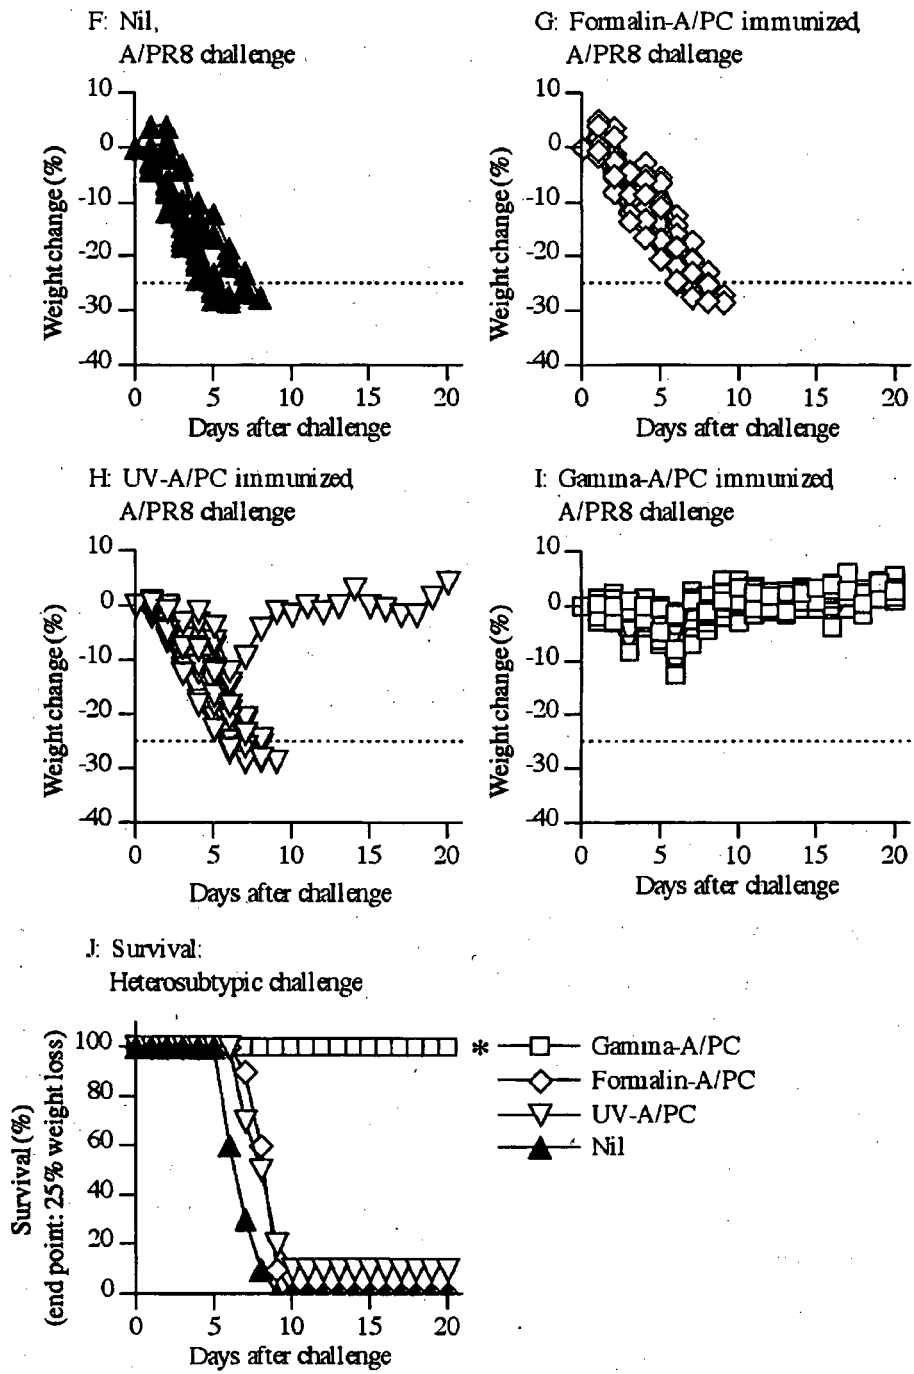 F: Nil,
A/PR8 challenge
10
0
-10
-20
-30
-40
Weight change (%)
0 5 10 15 20
Days after challenge
G: Formalin-A/PC immunized,
A/PR8 challenge
10
0
-10
-20
-30
-40
Weight change (%)
0 5 10 15 20
Days after challenge
H: UV-A/PC immunized,
A/PR8 challenge
10
0
-10
-20
-30
-40
Weight change (%)
0 5 10 15 20
Days after challenge
I: Gamma-A/PC immunized,
A/PR8 challenge
10
0
-10
-20
-30
-40
Weight change (%)
0 5 10 15 20
Days after challenge
J: Survival:
Heterosubtypic challenge
100
80
60
40
20
0
Survival (%)
(end point: 25% weight loss)
0 5 10 15 20
Days after challenge
* Gamma-A/PC
Formalin-A/PC
UV-A/PC
Nil